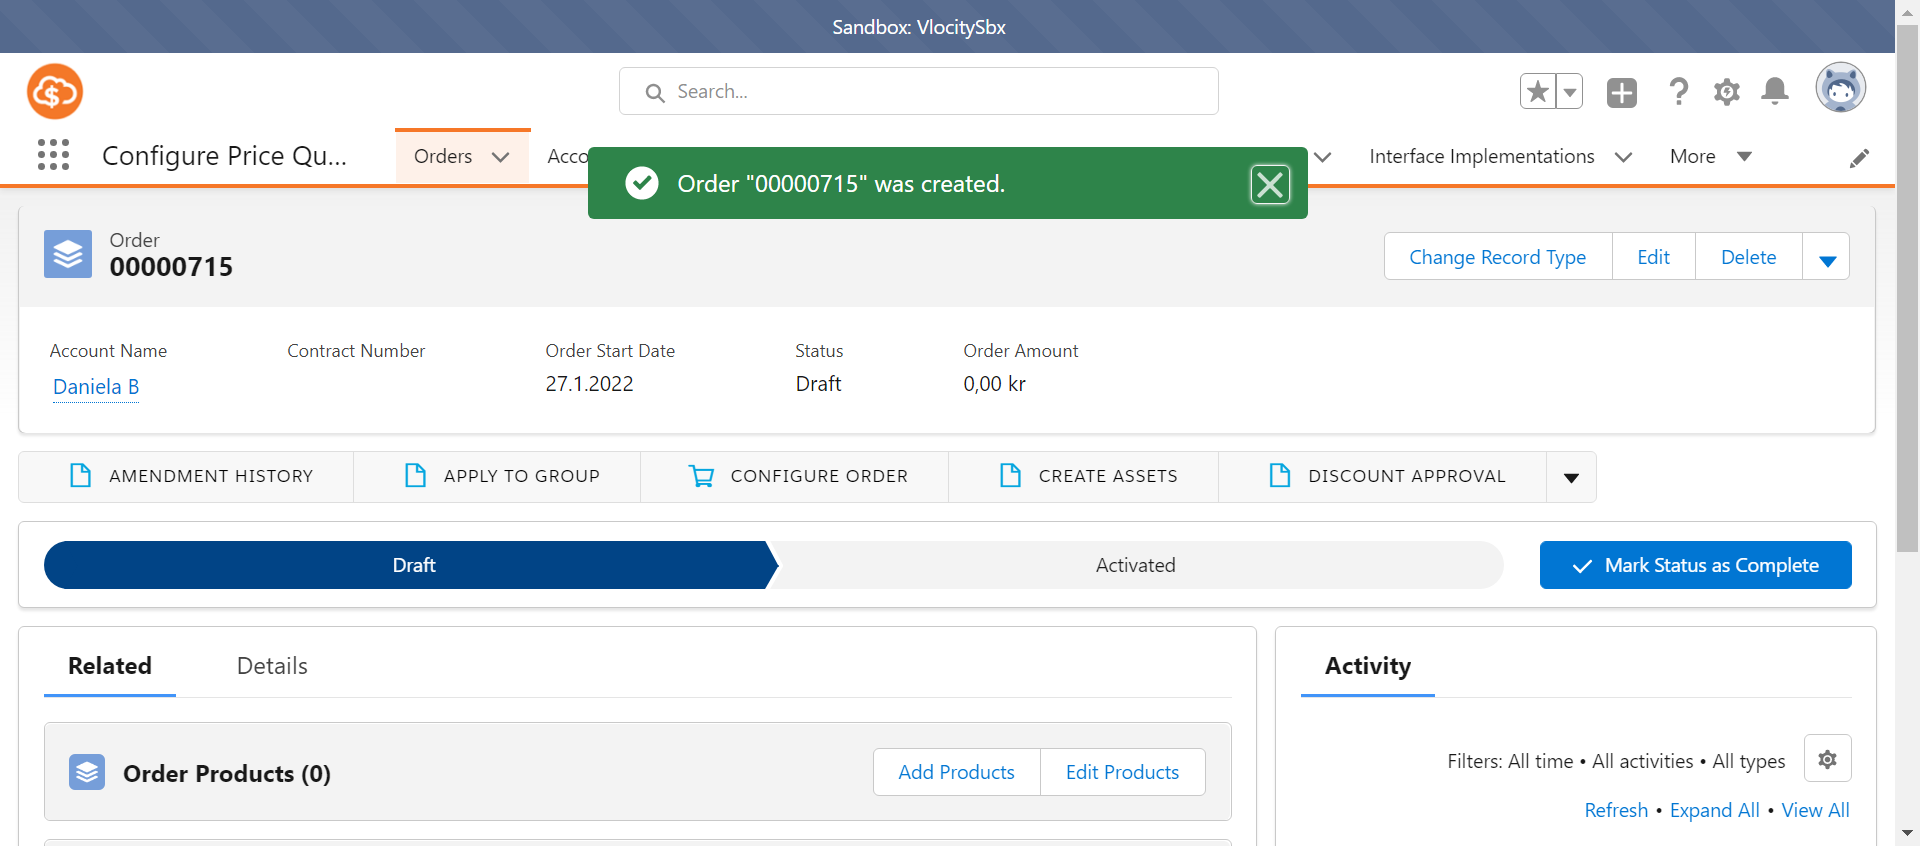 Sandbox: VlocitySbx
Search...
Configure Price Qu...
Orders
Acco
Interface Implementations
More
Order "00000715" was created.
Order
00000715
Change Record Type
Edit
Delete
Account Name
Contract Number
Order Start Date
Status
Order Amount
Daniela B
27.1.2022
Draft
0,00 kr
AMENDMENT HISTORY
APPLY TO GROUP
CONFIGURE ORDER
CREATE ASSETS
DISCOUNT APPROVAL
Draft
Activated
Mark Status as Complete
Related
Details
Activity
Order Products (0)
Add Products
Edit Products
Filters: All time • All activities • All types
Refresh • Expand All • View All